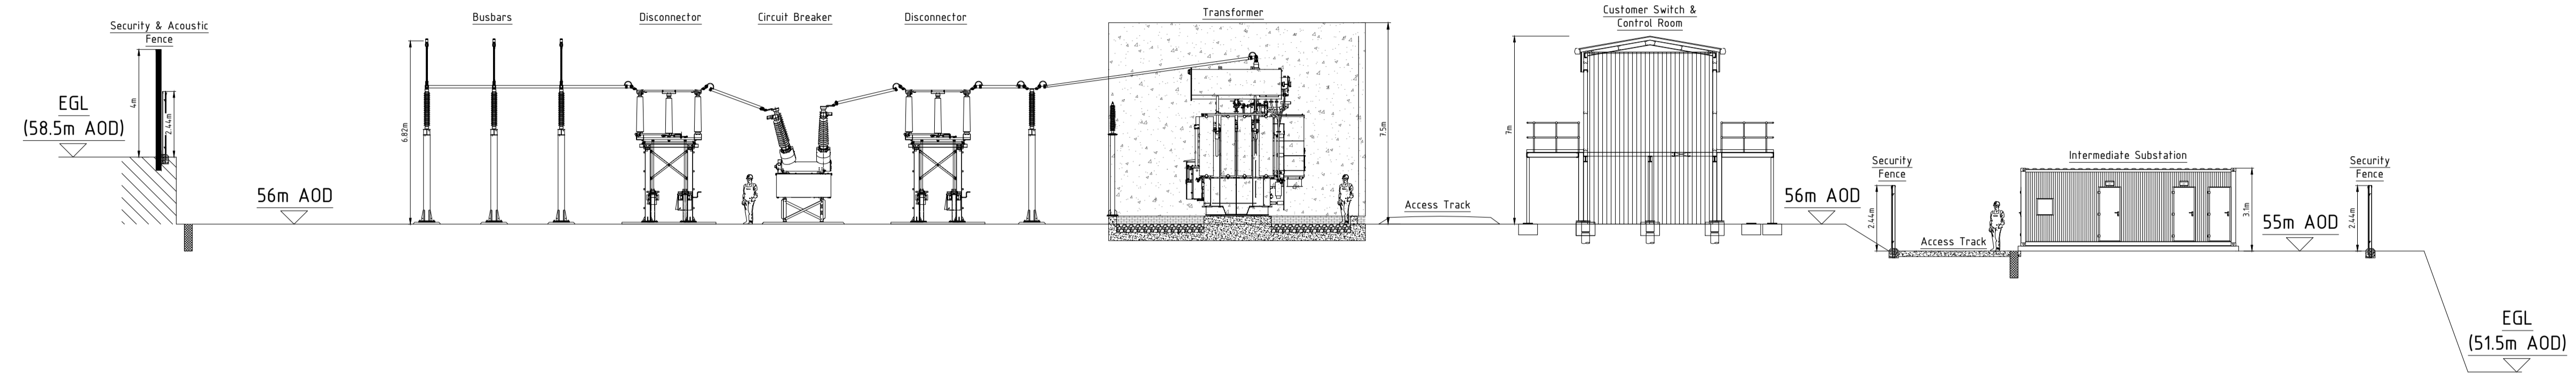 Security & Acoustic
Fence
Busbars
Disconnector
Circuit Breaker
Disconnector
Transformer
Customer Switch &
Control Room
EGL
(58.5m AOD)
4m
2.44m
56m AOD
6.82m
7.5m
Access Track
7m
56m AOD
Security
Fence
2.44m
Access Track
Intermediate Substation
3.1m
55m AOD
Security
Fence
2.44m
EGL
(51.5m AOD)